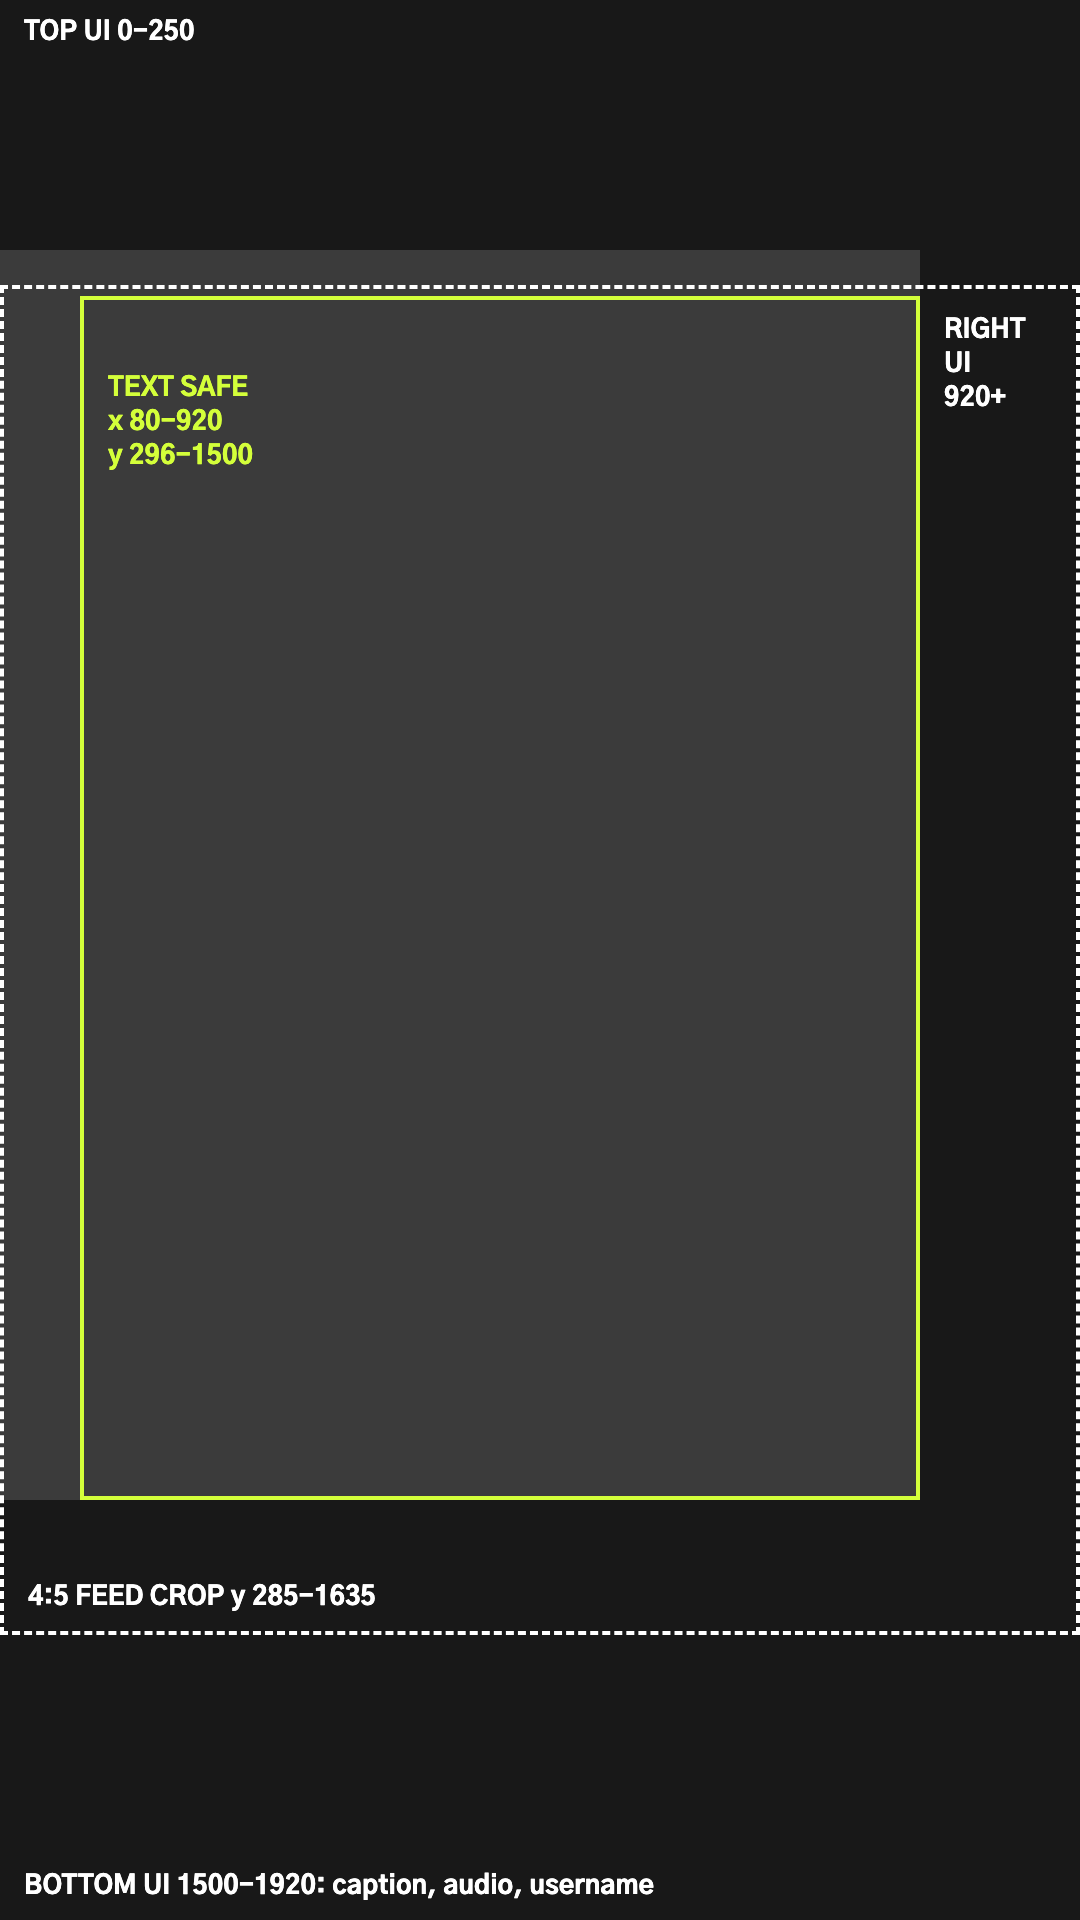 TOP UI 0–250
RIGHT
UI
920+
TEXT SAFE
x 80–920
y 296–1500
4:5 FEED CROP y 285–1635
BOTTOM UI 1500–1920: caption, audio, username